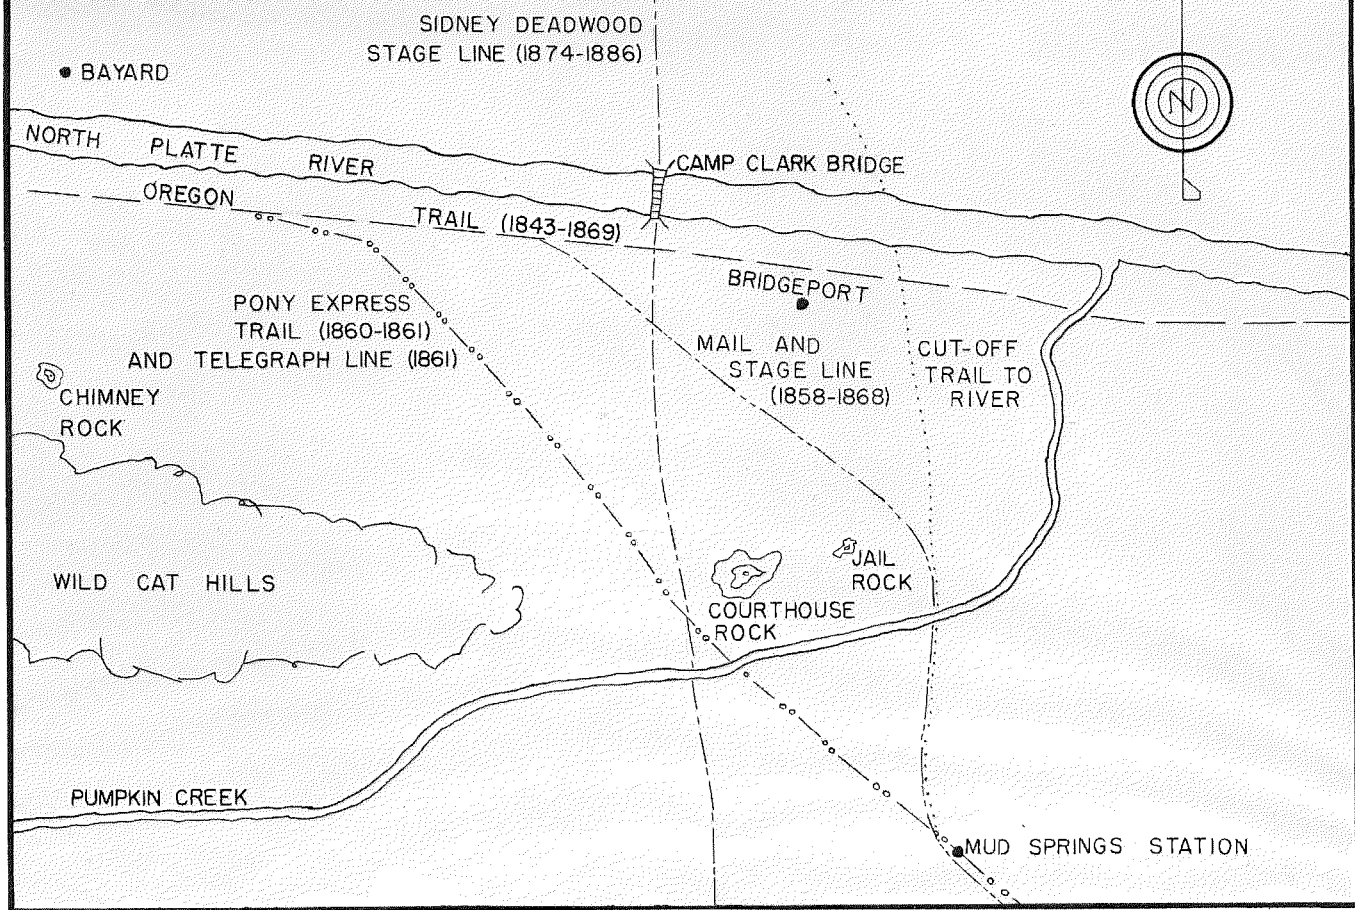 SIDNEY DEADWOOD
STAGE LINE (1874-1886)
BAYARD
N
NORTH PLATTE RIVER
CAMP CLARK BRIDGE
OREGON TRAIL (1843-1869)
BRIDGEPORT
PONY EXPRESS
TRAIL (1860-1861)
AND TELEGRAPH LINE (1861)
MAIL AND
STAGE LINE
(1858-1868)
CUT-OFF
TRAIL TO
RIVER
CHIMNEY
ROCK
WILD CAT HILLS
JAIL
ROCK
COURTHOUSE
ROCK
PUMPKIN CREEK
MUD SPRINGS STATION